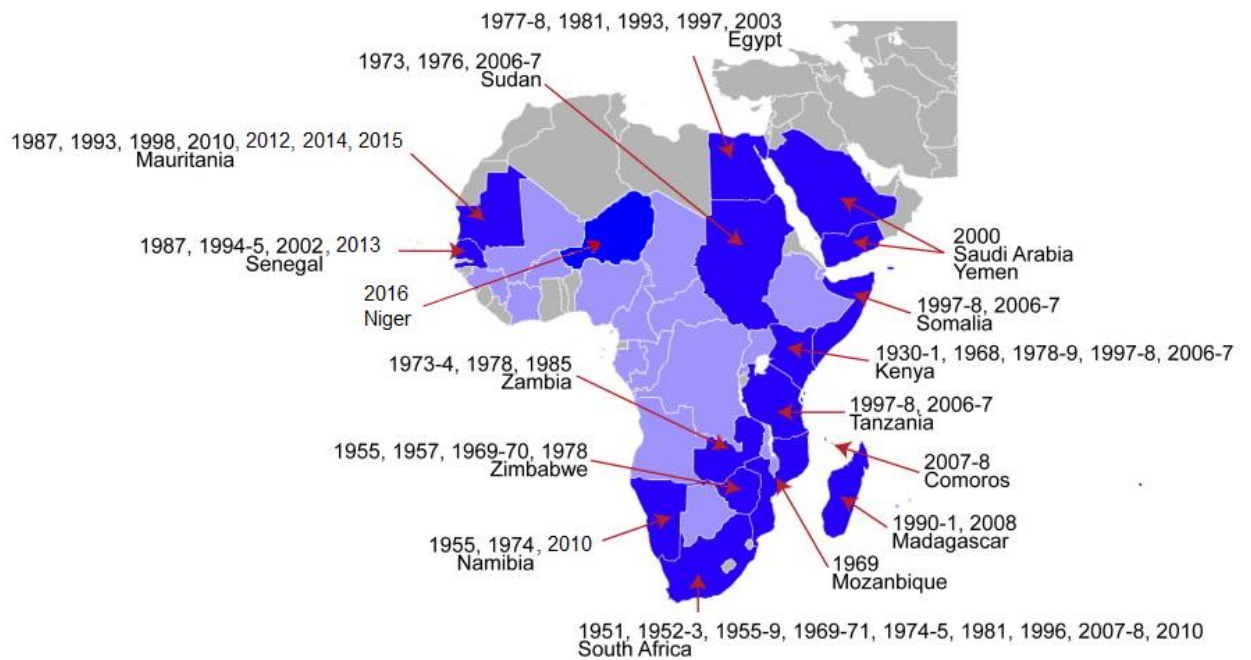 1977-8, 1981, 1993, 1997, 2003
Egypt
1973, 1976, 2006-7
Sudan
1987, 1993, 1998, 2010, 2012, 2014, 2015
Mauritania
1987, 1994-5, 2002, 2013
Senegal
2016
Niger
2000
Saudi Arabia
Yemen
1997-8, 2006-7
Somalia
1930-1, 1968, 1978-9, 1997-8, 2006-7
Kenya
1973-4, 1978, 1985
Zambia
1997-8, 2006-7
Tanzania
1955, 1957, 1969-70, 1978
Zimbabwe
2007-8
Comoros
1990-1, 2008
Madagascar
1955, 1974, 2010
Namibia
1969
Mozanbique
1951, 1952-3, 1955-9, 1969-71, 1974-5, 1981, 1996, 2007-8, 2010
South Africa